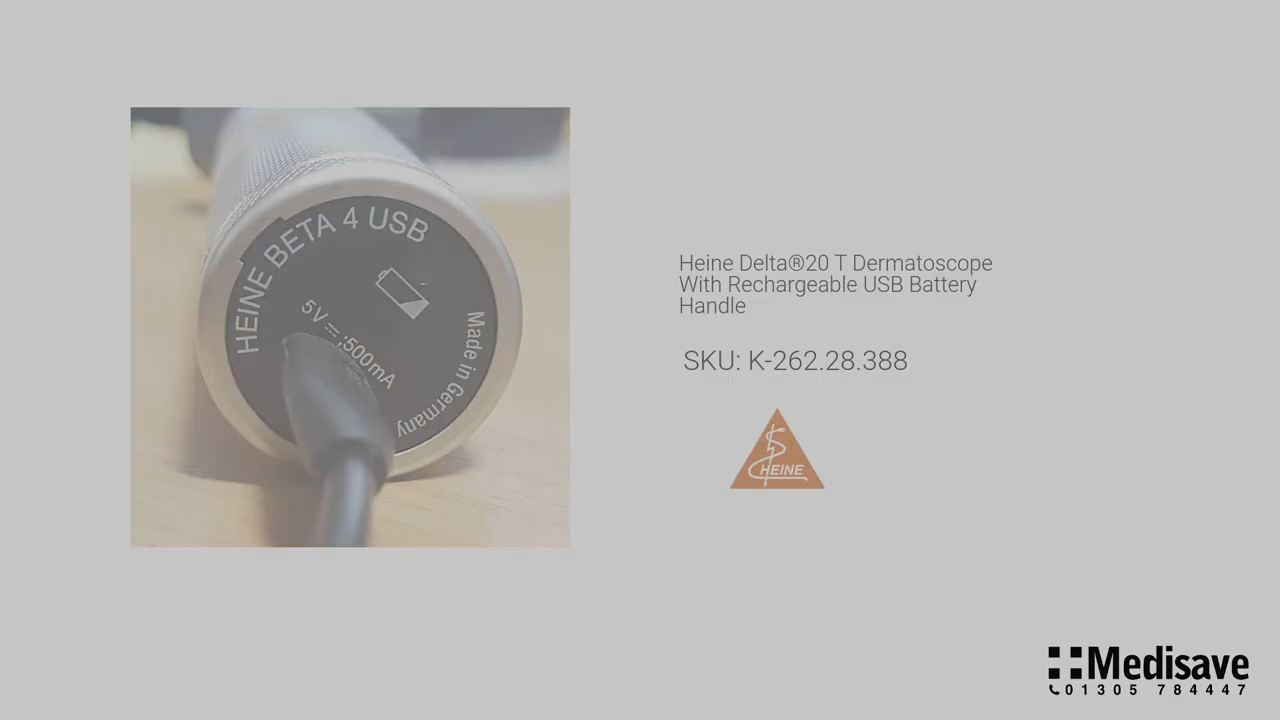 HEINE BETA 4 USB
5V ⎓;500mA
Made in Germany
Heine Delta®20 T Dermatoscope
With Rechargeable USB Battery
Handle
SKU: K-262.28.388
HEINE
Medisave
01305 784447